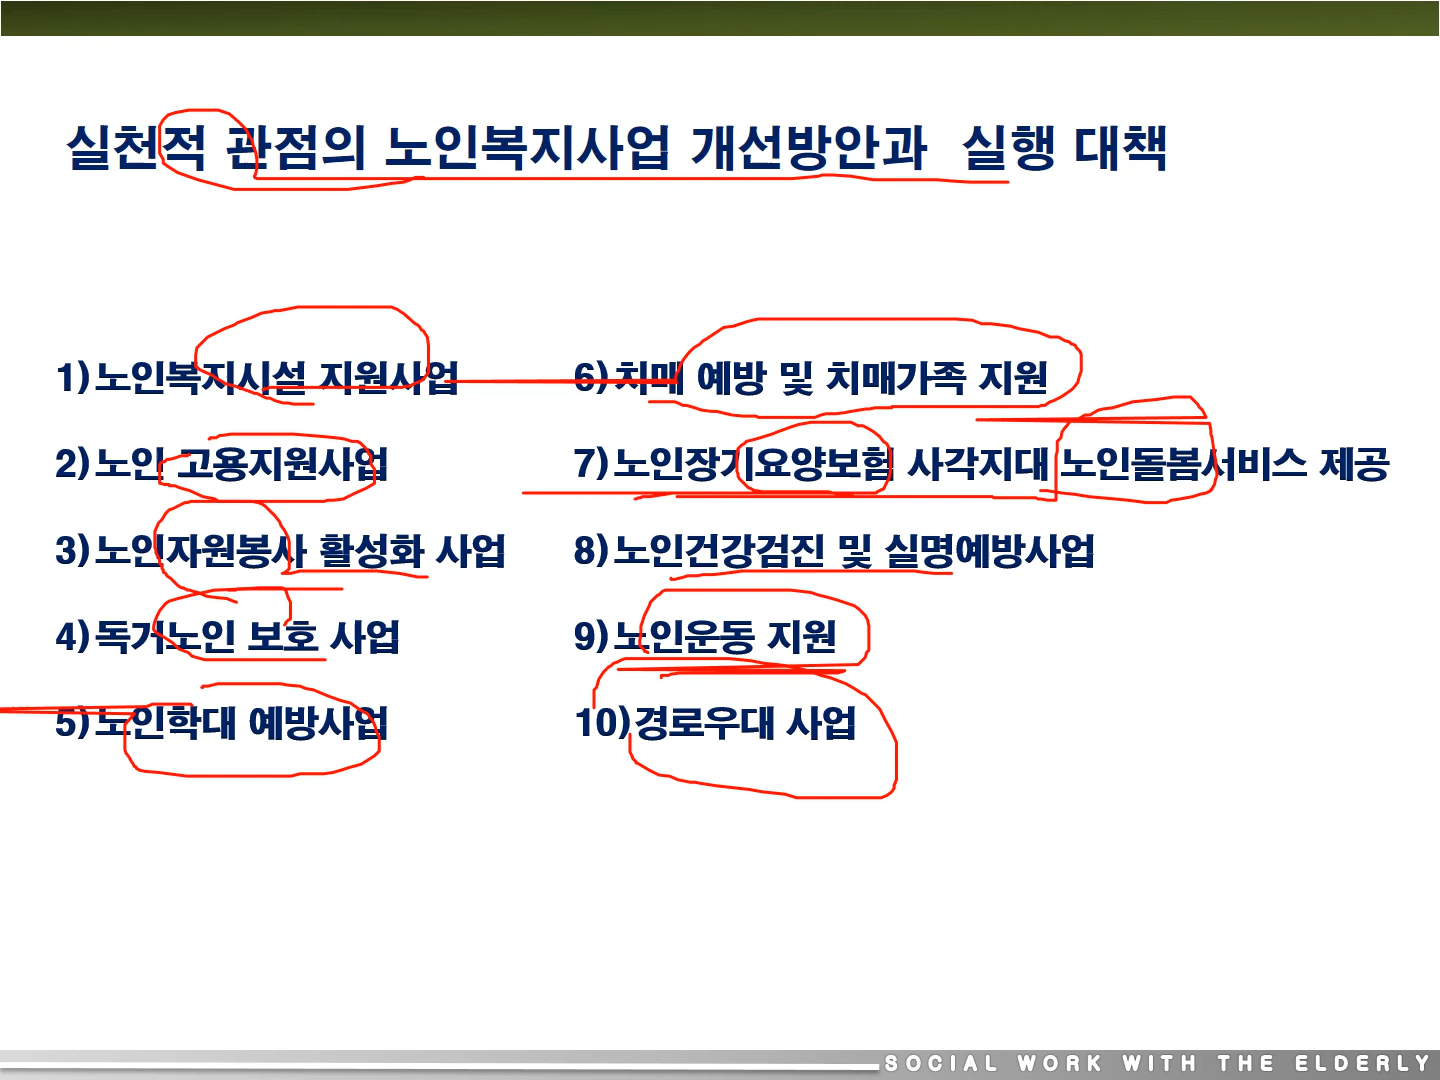 실천적 관점의 노인복지사업 개선방안과 실행 대책
1)노인복지시설 지원사업
2)노인 고용지원사업
3)노인자원봉사 활성화 사업
4)독거노인 보호 사업
5)노인학대 예방사업
6)치매 예방 및 치매가족 지원
7)노인장기요양보험 사각지대 노인돌봄서비스 제공
8)노인건강검진 및 실명예방사업
9)노인운동 지원
10)경로우대 사업
SOCIAL WORK WITH THE ELDERLY